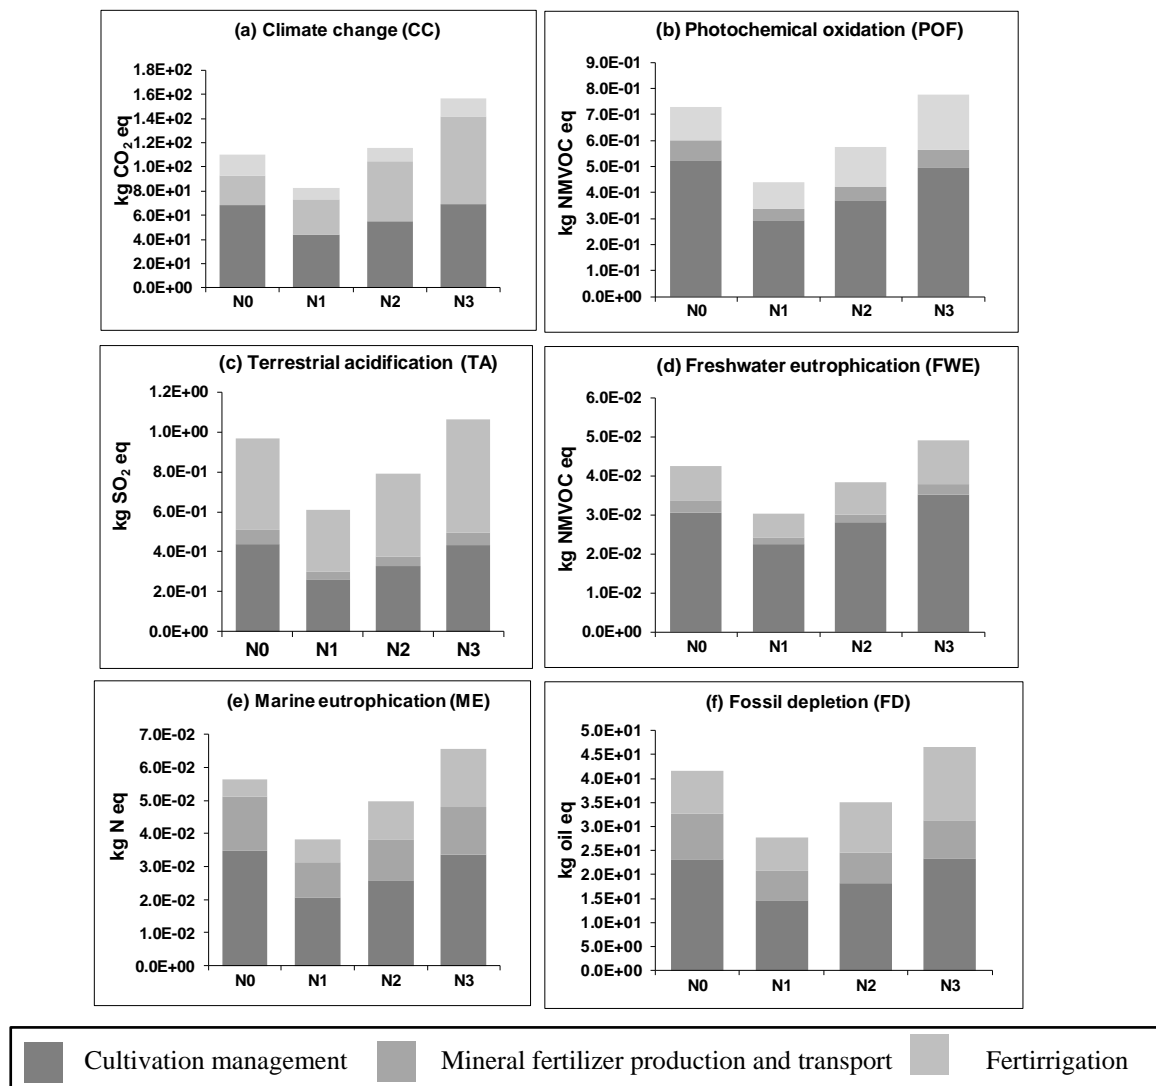 (a) Climate change (CC)
kg CO₂ eq
1.8E+02
1.6E+02
1.4E+02
1.2E+02
1.0E+02
8.0E+01
6.0E+01
4.0E+01
2.0E+01
0.0E+00
N0 N1 N2 N3
(b) Photochemical oxidation (POF)
kg NMVOC eq
9.0E-01
8.0E-01
7.0E-01
6.0E-01
5.0E-01
4.0E-01
3.0E-01
2.0E-01
1.0E-01
0.0E+00
N0 N1 N2 N3
(c) Terrestrial acidification (TA)
kg SO₂ eq
1.2E+00
1.0E+00
8.0E-01
6.0E-01
4.0E-01
2.0E-01
0.0E+00
N0 N1 N2 N3
(d) Freshwater eutrophication (FWE)
kg NMVOC eq
6.0E-02
5.0E-02
4.0E-02
3.0E-02
2.0E-02
1.0E-02
0.0E+00
N0 N1 N2 N3
(e) Marine eutrophication (ME)
kg N eq
7.0E-02
6.0E-02
5.0E-02
4.0E-02
3.0E-02
2.0E-02
1.0E-02
0.0E+00
N0 N1 N2 N3
(f) Fossil depletion (FD)
kg oil eq
5.0E+01
4.5E+01
4.0E+01
3.5E+01
3.0E+01
2.5E+01
2.0E+01
1.5E+01
1.0E+01
5.0E+00
0.0E+00
N0 N1 N2 N3
Cultivation management Mineral fertilizer production and transport Fertirrigation